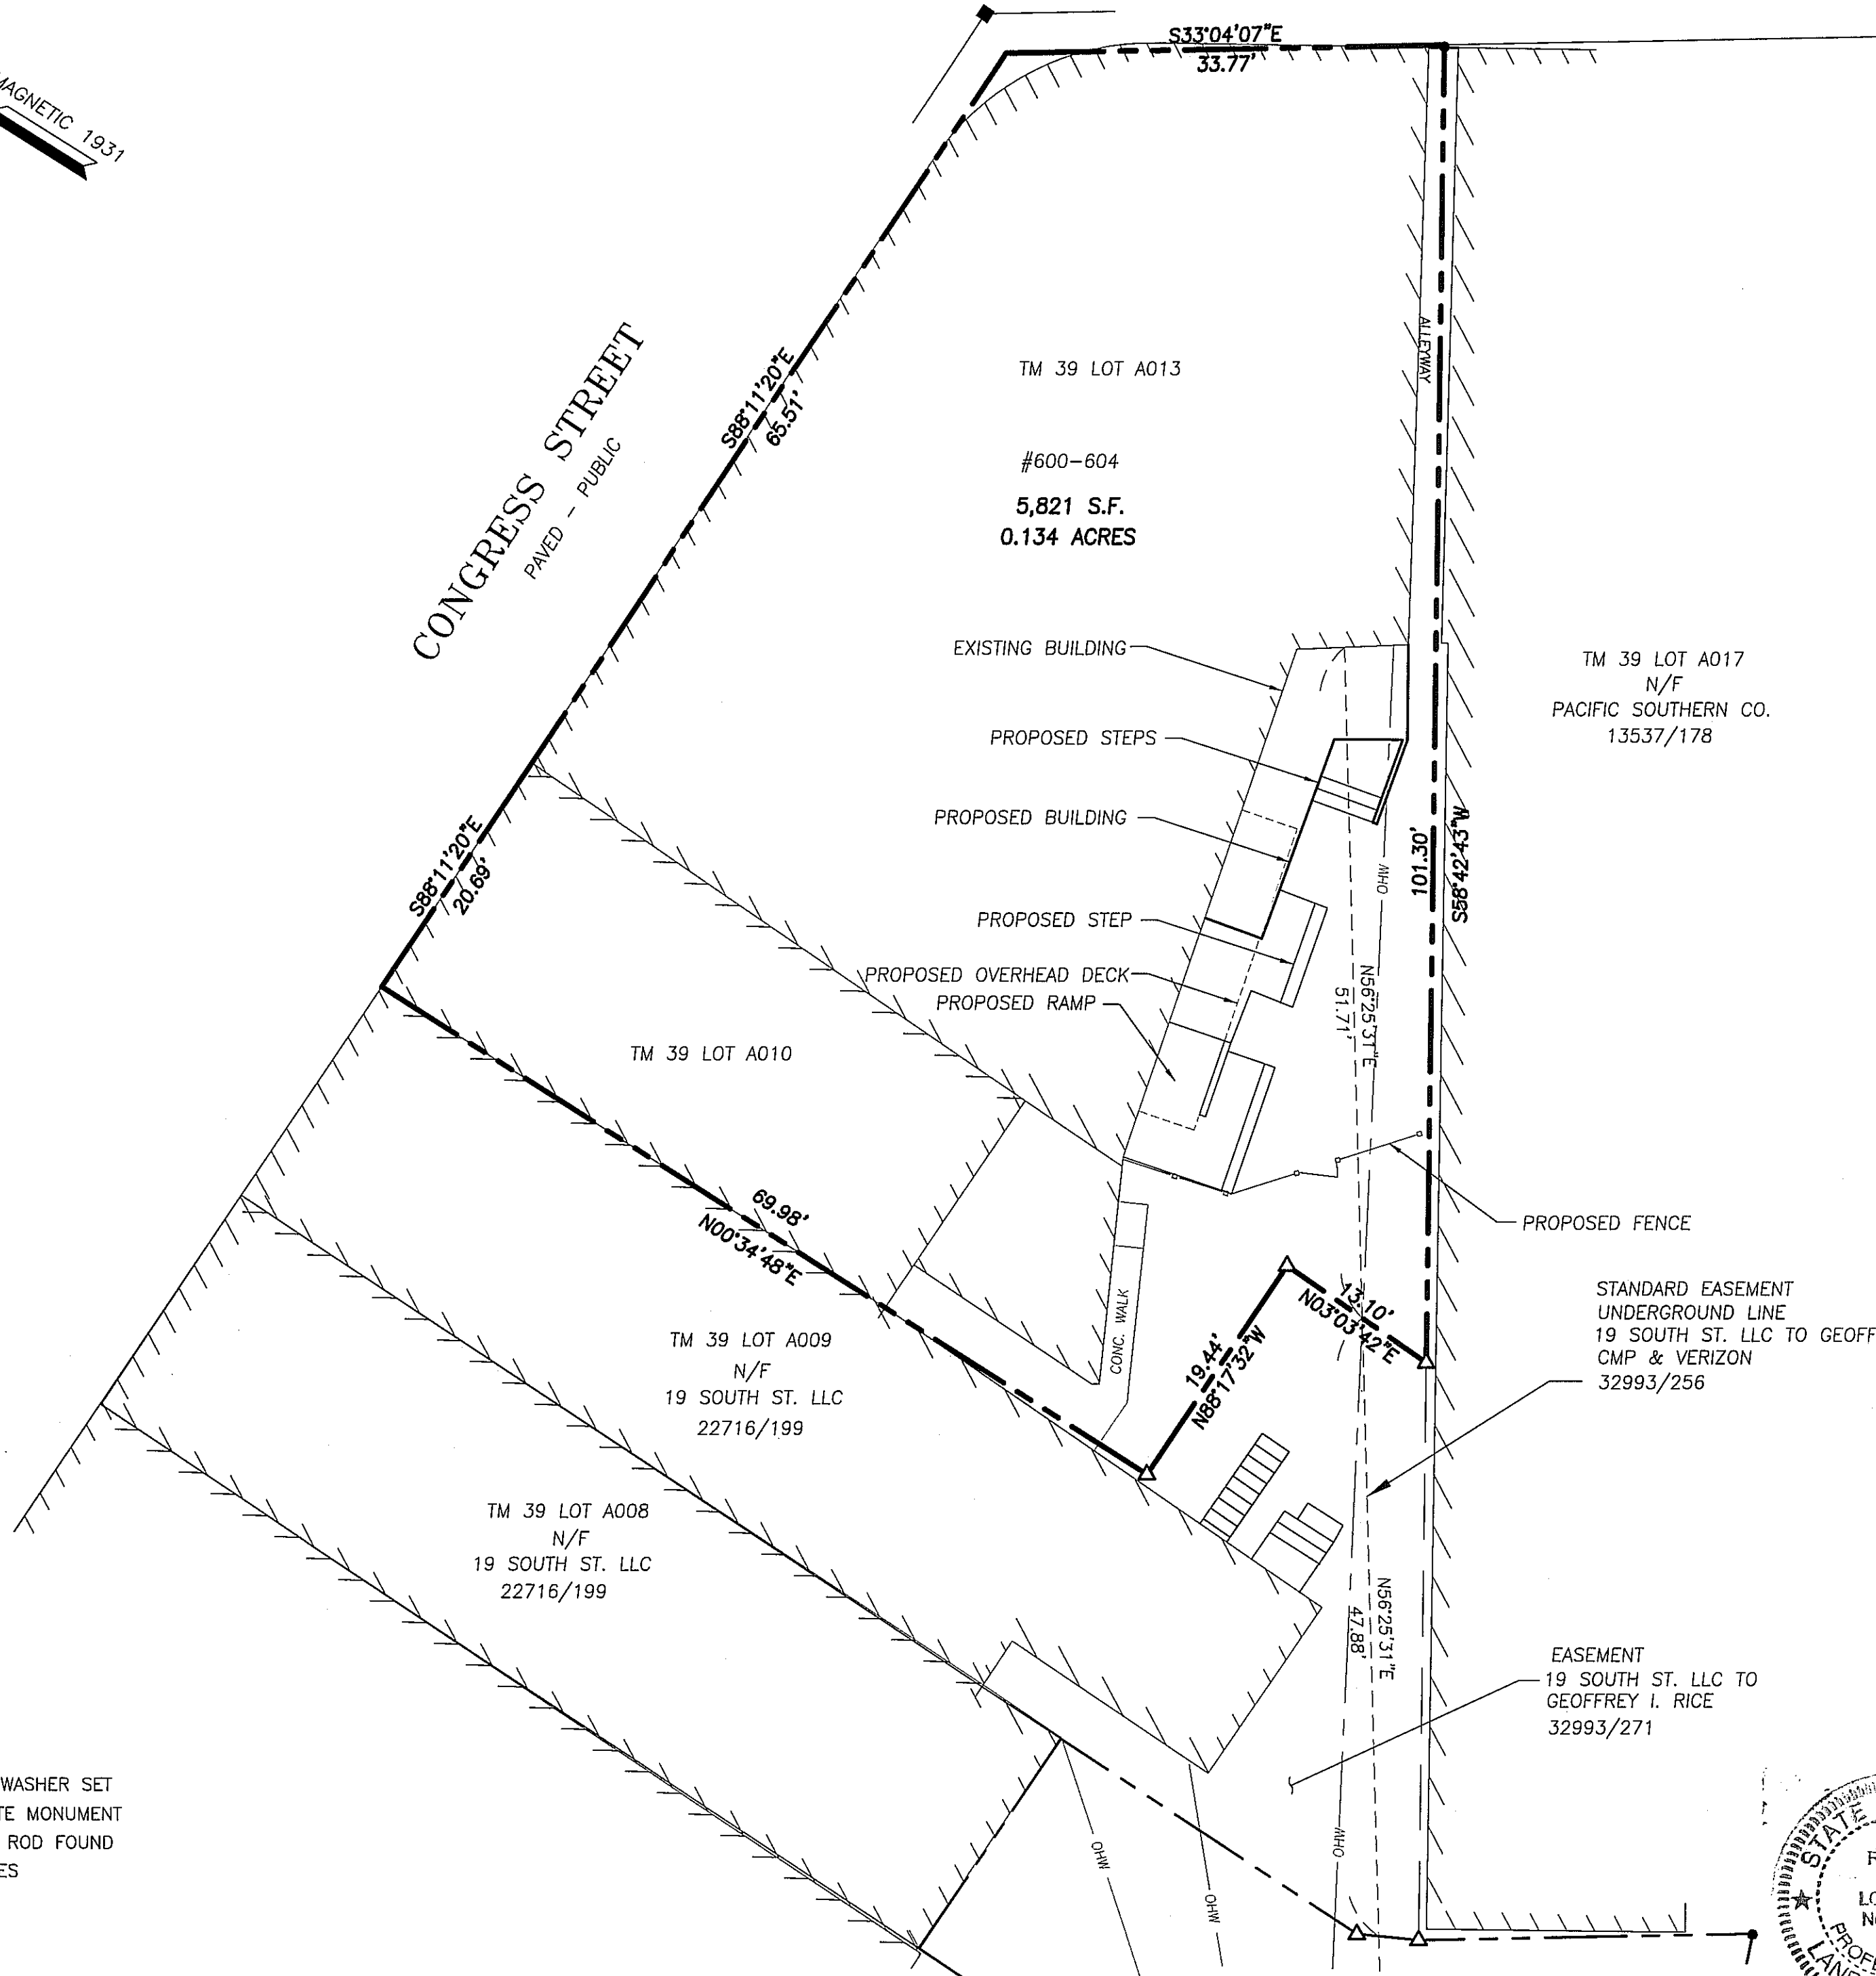 MAGNETIC 1931
S33°04'07"E
33.77'
CONGRESS STREET
PAVED - PUBLIC
S88°11'20"E
65.51'
TM 39 LOT A013
#600-604
5,821 S.F.
0.134 ACRES
ALLEYWAY
EXISTING BUILDING
PROPOSED STEPS
PROPOSED BUILDING
PROPOSED STEP
PROPOSED OVERHEAD DECK
PROPOSED RAMP
TM 39 LOT A017
N/F
PACIFIC SOUTHERN CO.
13537/178
S88°11'20"E
20.69'
OHW
101.30'
S58°42'43"W
N56°25'31"E
51.71'
TM 39 LOT A010
69.98'
N00°34'48"E
PROPOSED FENCE
CONC. WALK
13.10'
N03°03'42"E
19.44'
N88°17'32"W
STANDARD EASEMENT
UNDERGROUND LINE
19 SOUTH ST. LLC TO GEOFF
CMP & VERIZON
32993/256
TM 39 LOT A009
N/F
19 SOUTH ST. LLC
22716/199
TM 39 LOT A008
N/F
19 SOUTH ST. LLC
22716/199
N56°25'31"E
47.88'
EASEMENT
19 SOUTH ST. LLC TO
GEOFFREY I. RICE
32993/271
WASHER SET
TE MONUMENT
ROD FOUND
ES
OHW
OHW
OHW
STATE